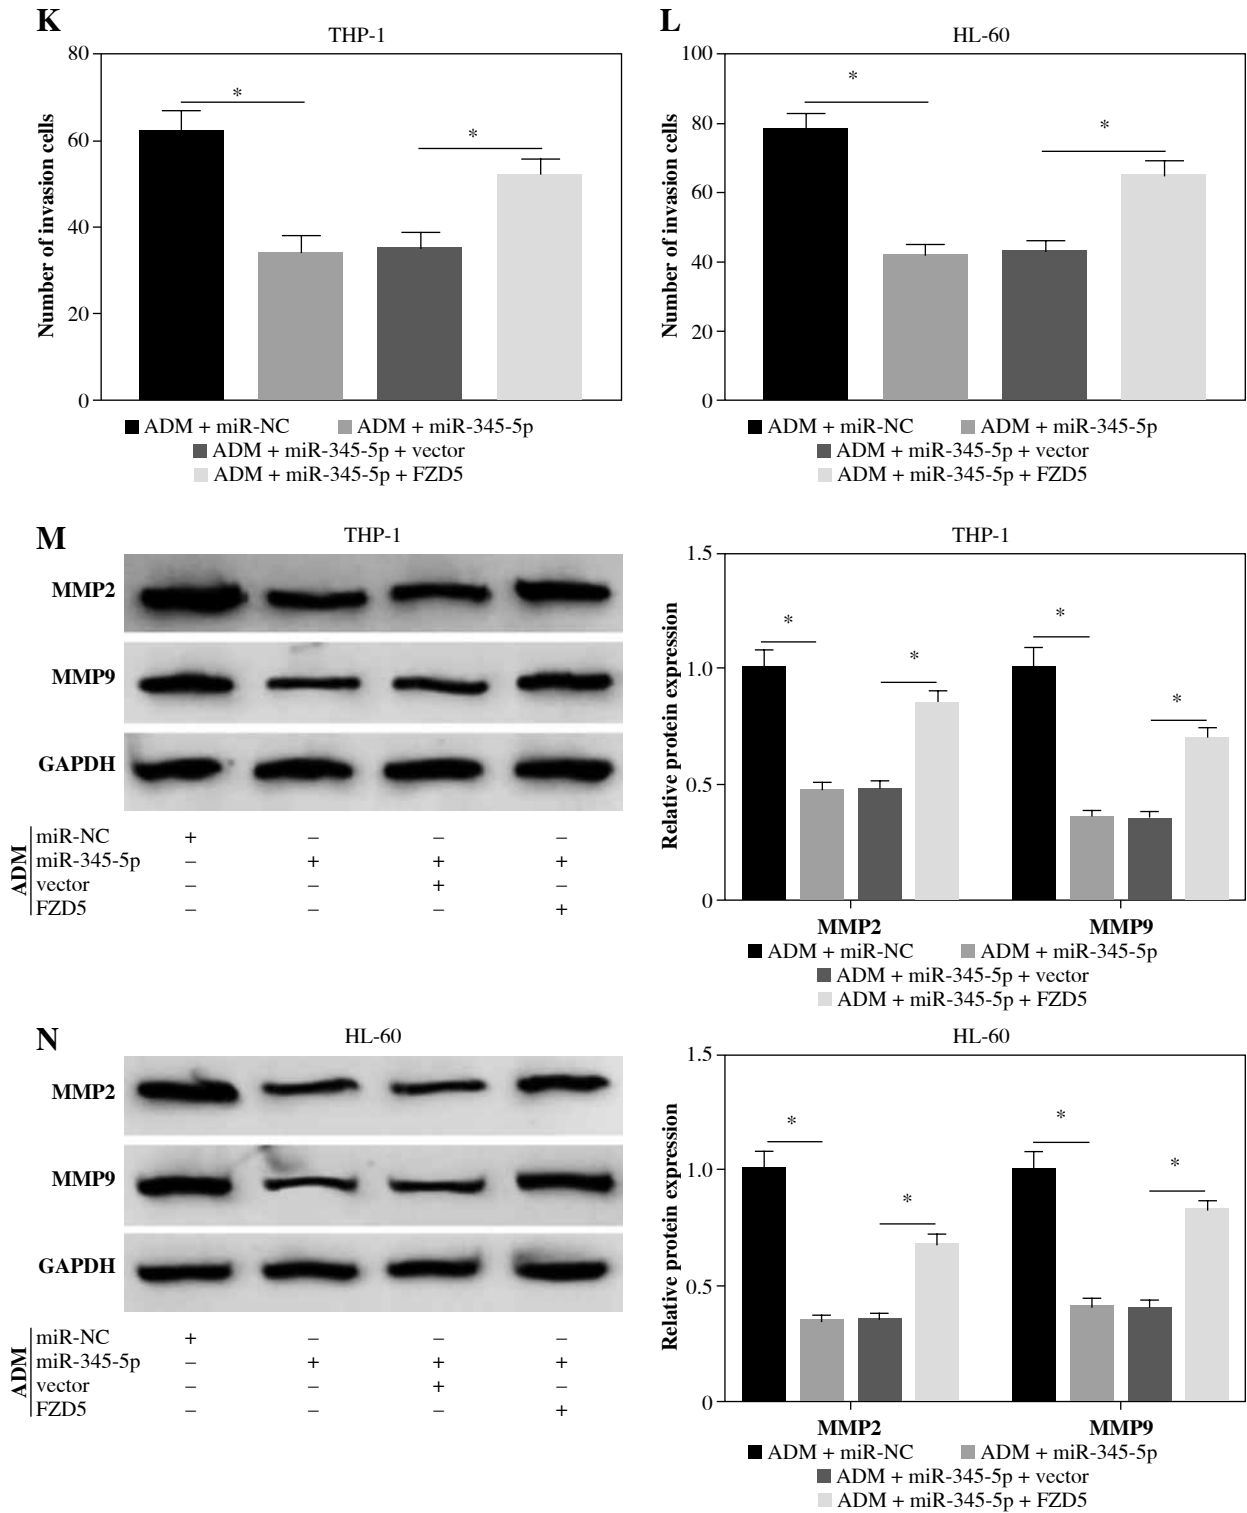 K
THP-1
80
60
40
20
0
Number of invasion cells
*
*
ADM + miR-NC
ADM + miR-345-5p
ADM + miR-345-5p + vector
ADM + miR-345-5p + FZD5
L
HL-60
100
80
60
40
20
0
Number of invasion cells
*
*
ADM + miR-NC
ADM + miR-345-5p
ADM + miR-345-5p + vector
ADM + miR-345-5p + FZD5
M
THP-1
MMP2
MMP9
GAPDH
ADM
miR-NC + – – –
miR-345-5p – + + +
vector – – + –
FZD5 – – – +
THP-1
1.5
1.0
0.5
0
Relative protein expression
*
*
*
*
MMP2 MMP9
ADM + miR-NC
ADM + miR-345-5p
ADM + miR-345-5p + vector
ADM + miR-345-5p + FZD5
N
HL-60
MMP2
MMP9
GAPDH
ADM
miR-NC + – – –
miR-345-5p – + + +
vector – – + –
FZD5 – – – +
HL-60
1.5
1.0
0.5
0
Relative protein expression
*
*
*
*
MMP2 MMP9
ADM + miR-NC
ADM + miR-345-5p
ADM + miR-345-5p + vector
ADM + miR-345-5p + FZD5